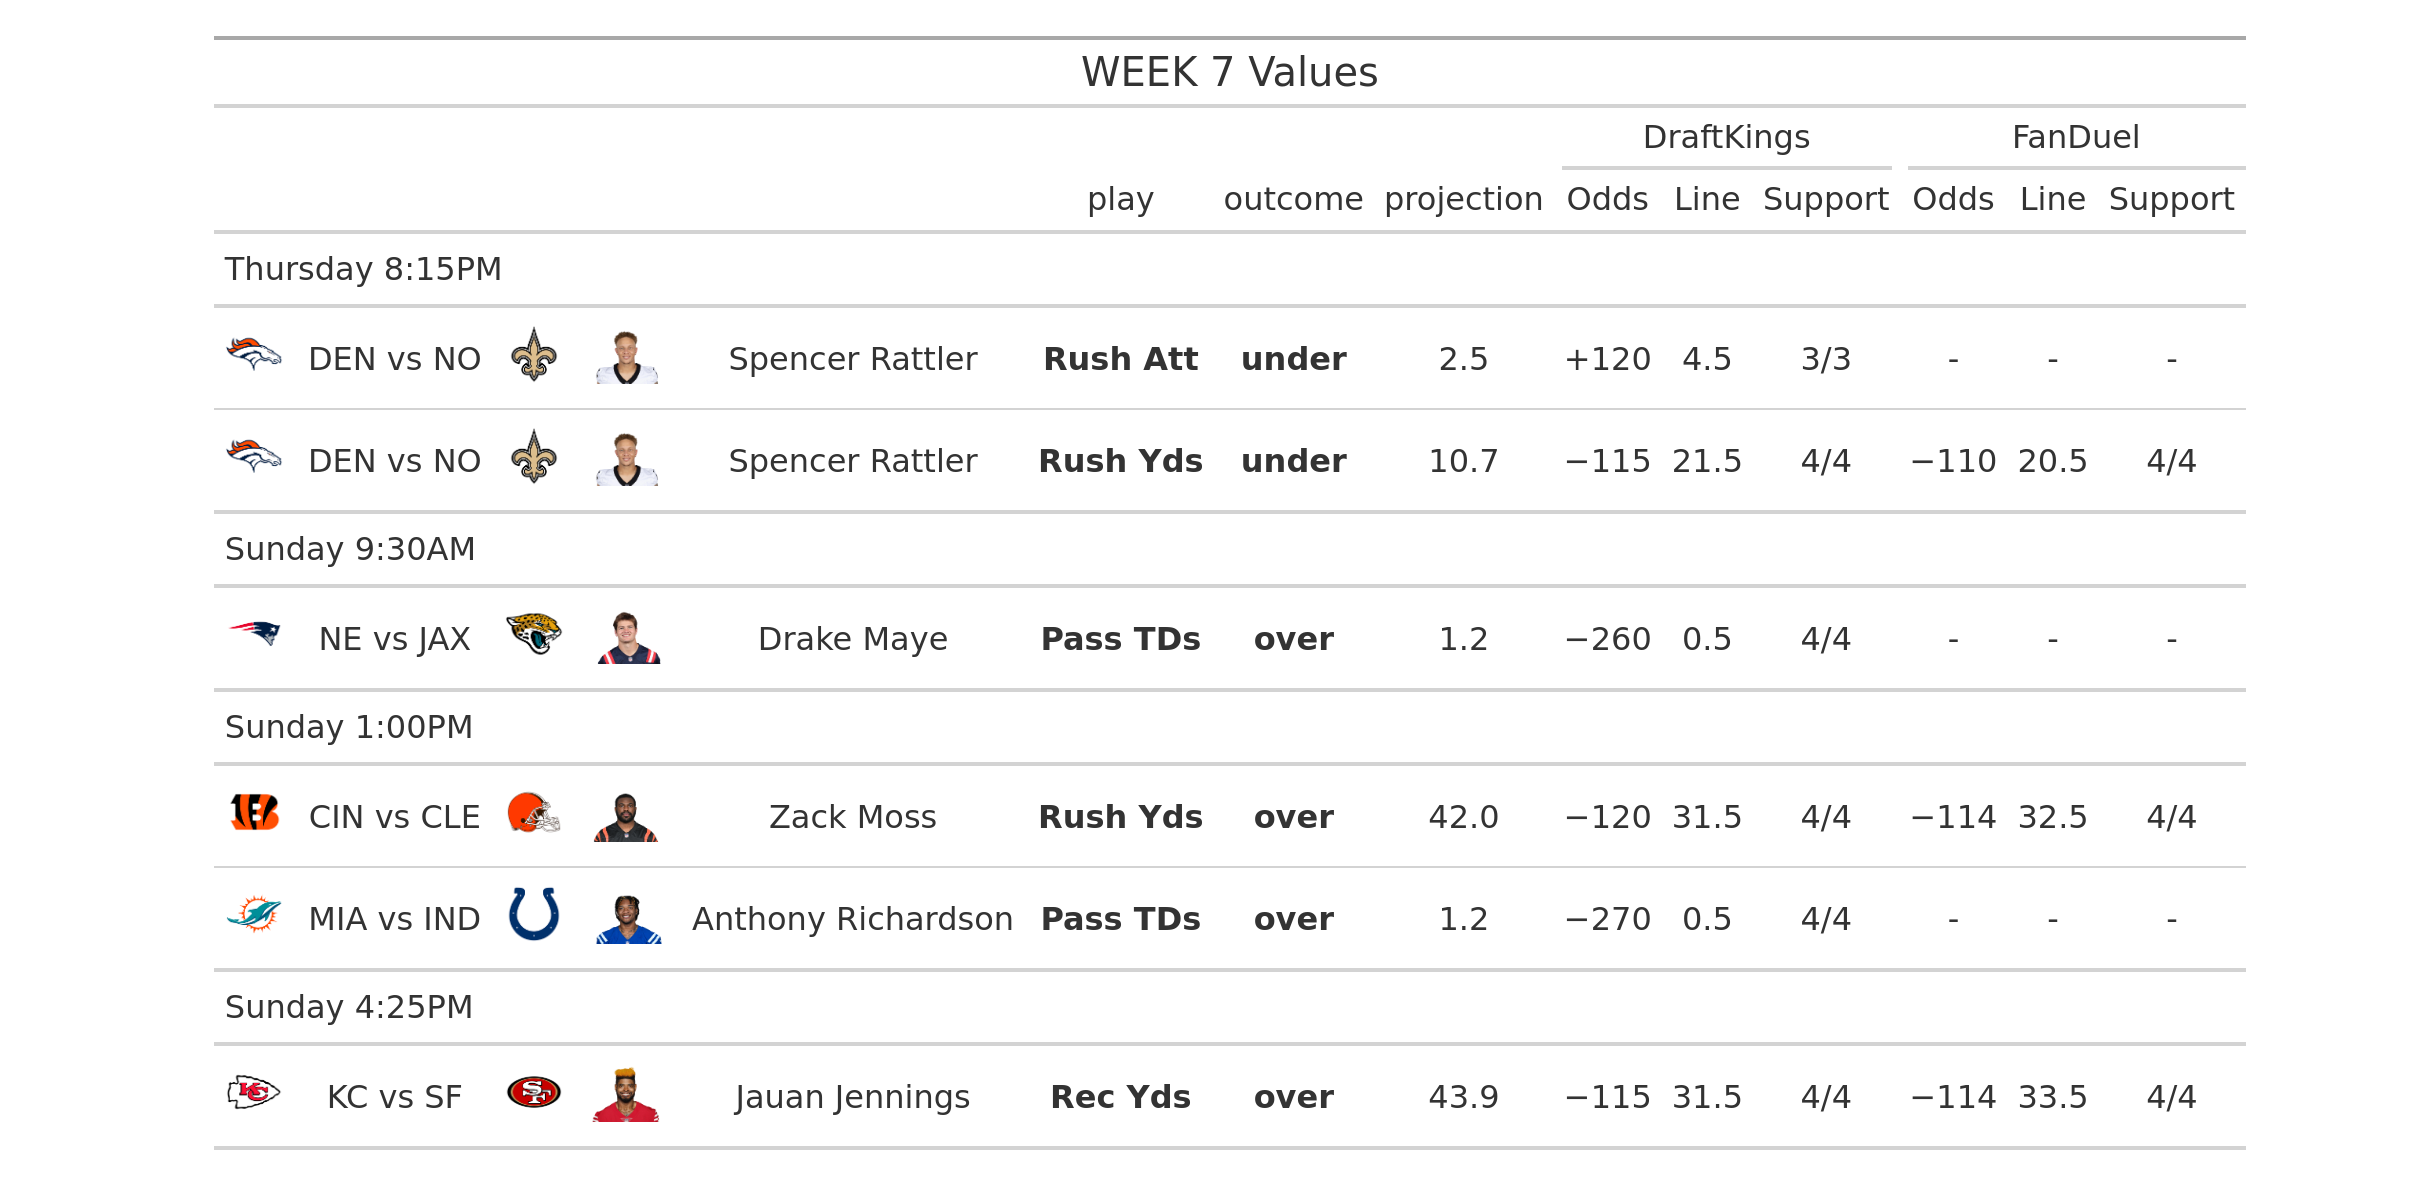 WEEK 7 Values
DraftKings FanDuel
play outcome projection Odds Line Support Odds Line Support
Thursday 8:15PM
DEN vs NO Spencer Rattler Rush Att under 2.5 +120 4.5 3/3 - - -
DEN vs NO Spencer Rattler Rush Yds under 10.7 −115 21.5 4/4 −110 20.5 4/4
Sunday 9:30AM
NE vs JAX Drake Maye Pass TDs over 1.2 −260 0.5 4/4 - - -
Sunday 1:00PM
CIN vs CLE Zack Moss Rush Yds over 42.0 −120 31.5 4/4 −114 32.5 4/4
MIA vs IND Anthony Richardson Pass TDs over 1.2 −270 0.5 4/4 - - -
Sunday 4:25PM
KC vs SF Jauan Jennings Rec Yds over 43.9 −115 31.5 4/4 −114 33.5 4/4